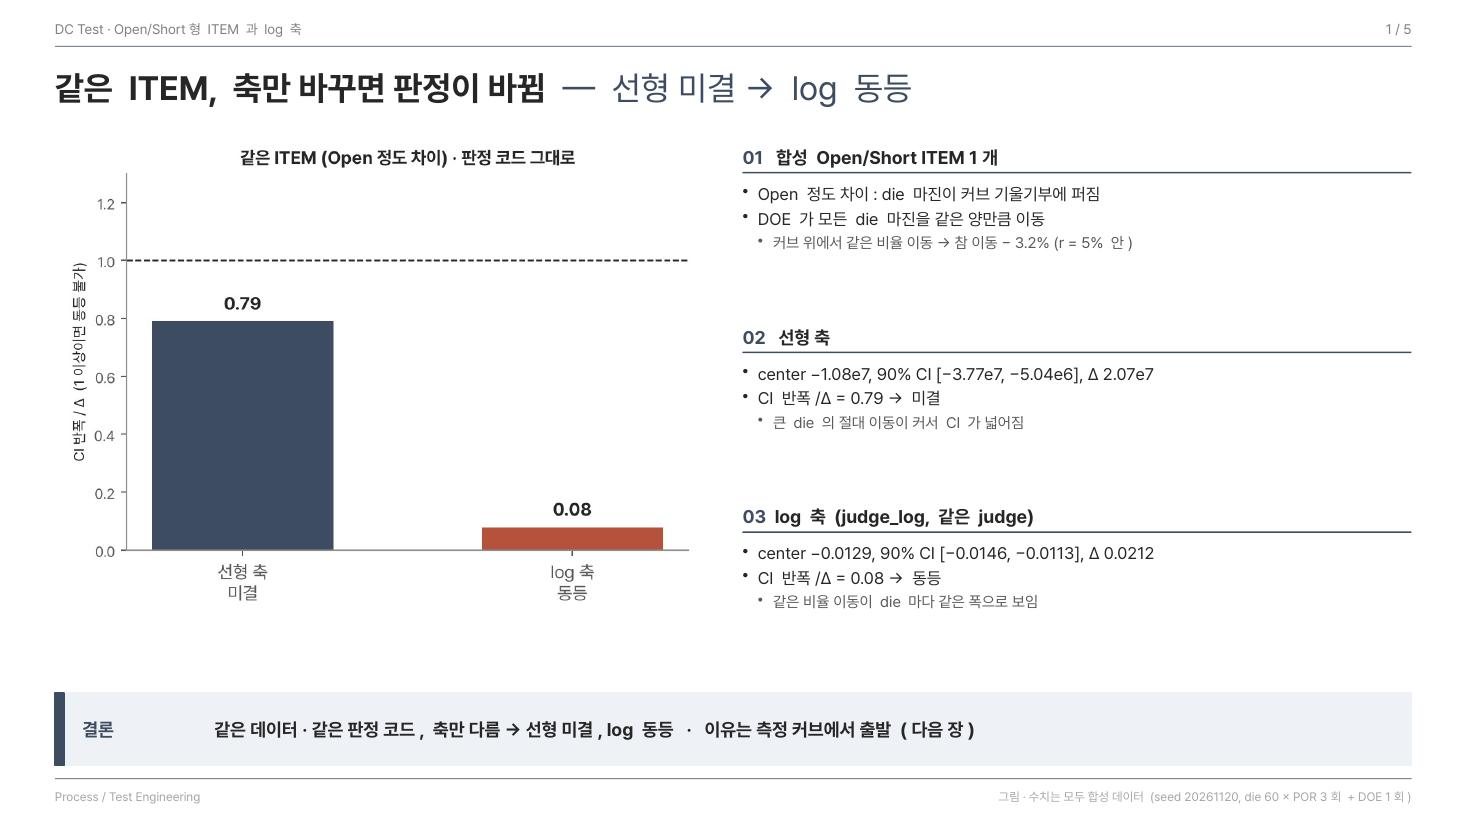 DC Test · Open/Short 형 ITEM 과 log 축
1 / 5
같은 ITEM, 축만 바꾸면 판정이 바뀜 — 선형 미결 → log 동등
같은 ITEM (Open 정도 차이) · 판정 코드 그대로
CI 반폭 / Δ (1 이상이면 동등 불가)
1.2
1.0
0.8
0.6
0.4
0.2
0.0
0.79
0.08
선형 축
미결
log 축
동등
01 합성 Open/Short ITEM 1 개
• Open 정도 차이 : die 마진이 커브 기울기부에 퍼짐
• DOE 가 모든 die 마진을 같은 양만큼 이동
• 커브 위에서 같은 비율 이동 → 참 이동 − 3.2% (r = 5% 안 )
02 선형 축
• center −1.08e7, 90% CI [−3.77e7, −5.04e6], Δ 2.07e7
• CI 반폭 /Δ = 0.79 → 미결
• 큰 die 의 절대 이동이 커서 CI 가 넓어짐
03 log 축 (judge_log, 같은 judge)
• center −0.0129, 90% CI [−0.0146, −0.0113], Δ 0.0212
• CI 반폭 /Δ = 0.08 → 동등
• 같은 비율 이동이 die 마다 같은 폭으로 보임
결론 같은 데이터 · 같은 판정 코드 , 축만 다름 → 선형 미결 , log 동등 · 이유는 측정 커브에서 출발 ( 다음 장 )
Process / Test Engineering
그림 · 수치는 모두 합성 데이터 (seed 20261120, die 60 × POR 3 회 + DOE 1 회 )